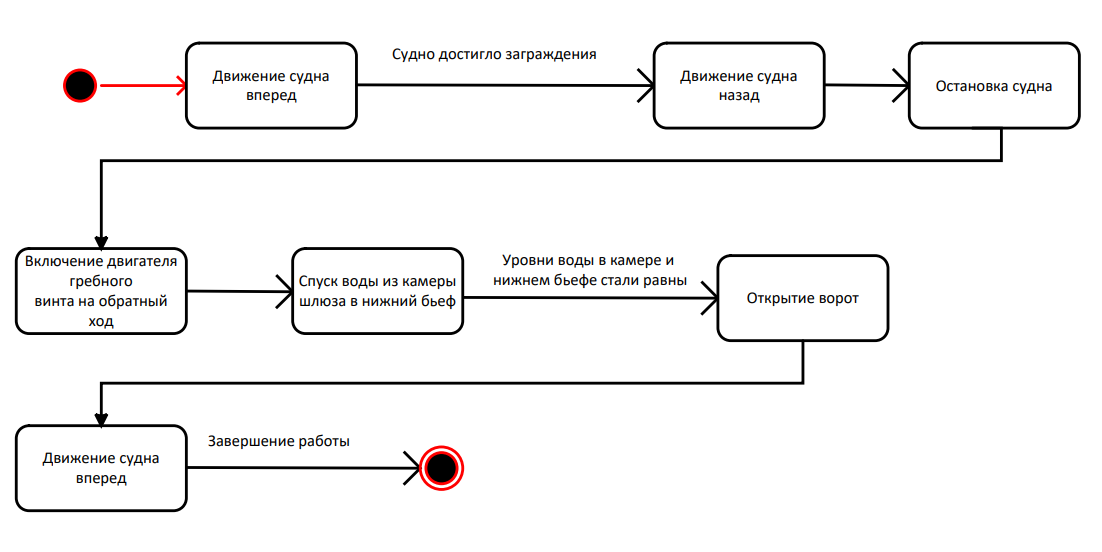 Судно достигло заграждения
Движение судна
вперед
Движение судна
назад
Остановка судна
Включение двигателя
гребного
винта на обратный
ход
Спуск воды из камеры
шлюза в нижний бьеф
Уровни воды в камере и
нижнем бьефе стали равны
Открытие ворот
Движение судна
вперед
Завершение работы